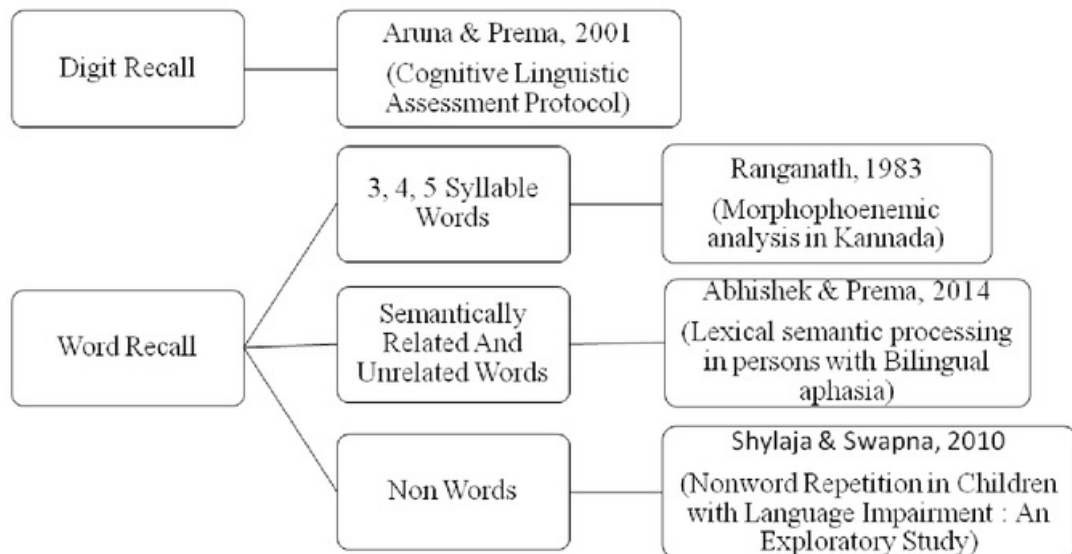 Digit Recall
Aruna & Prema, 2001
(Cognitive Linguistic
Assessment Protocol)
Word Recall
3, 4, 5 Syllable
Words
Ranganath, 1983
(Morphophoenemic
analysis in Kannada)
Semantically
Related And
Unrelated Words
Abhishek & Prema, 2014
(Lexical semantic processing
in persons with Bilingual
aphasia)
Non Words
Shylaja & Swapna, 2010
(Nonword Repetition in Children
with Language Impairment : An
Exploratory Study)